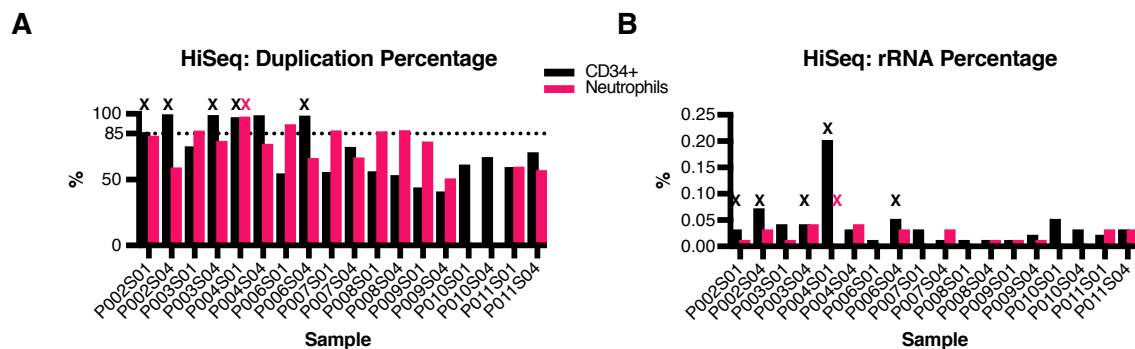 A
HiSeq: Duplication Percentage
CD34+
Neutrophils
X X X X X X
100
85
50
0
%
P002S01
P002S04
P003S01
P003S04
P004S01
P004S04
P006S01
P006S04
P007S01
P007S04
P008S01
P008S04
P009S01
P009S04
P010S01
P010S04
P011S01
P011S04
Sample
B
HiSeq: rRNA Percentage
0.25
0.20
0.15
0.10
0.05
0.00
%
X
X X X X X
P002S01
P002S04
P003S01
P003S04
P004S01
P004S04
P006S01
P006S04
P007S01
P007S04
P008S01
P008S04
P009S01
P009S04
P010S01
P010S04
P011S01
P011S04
Sample